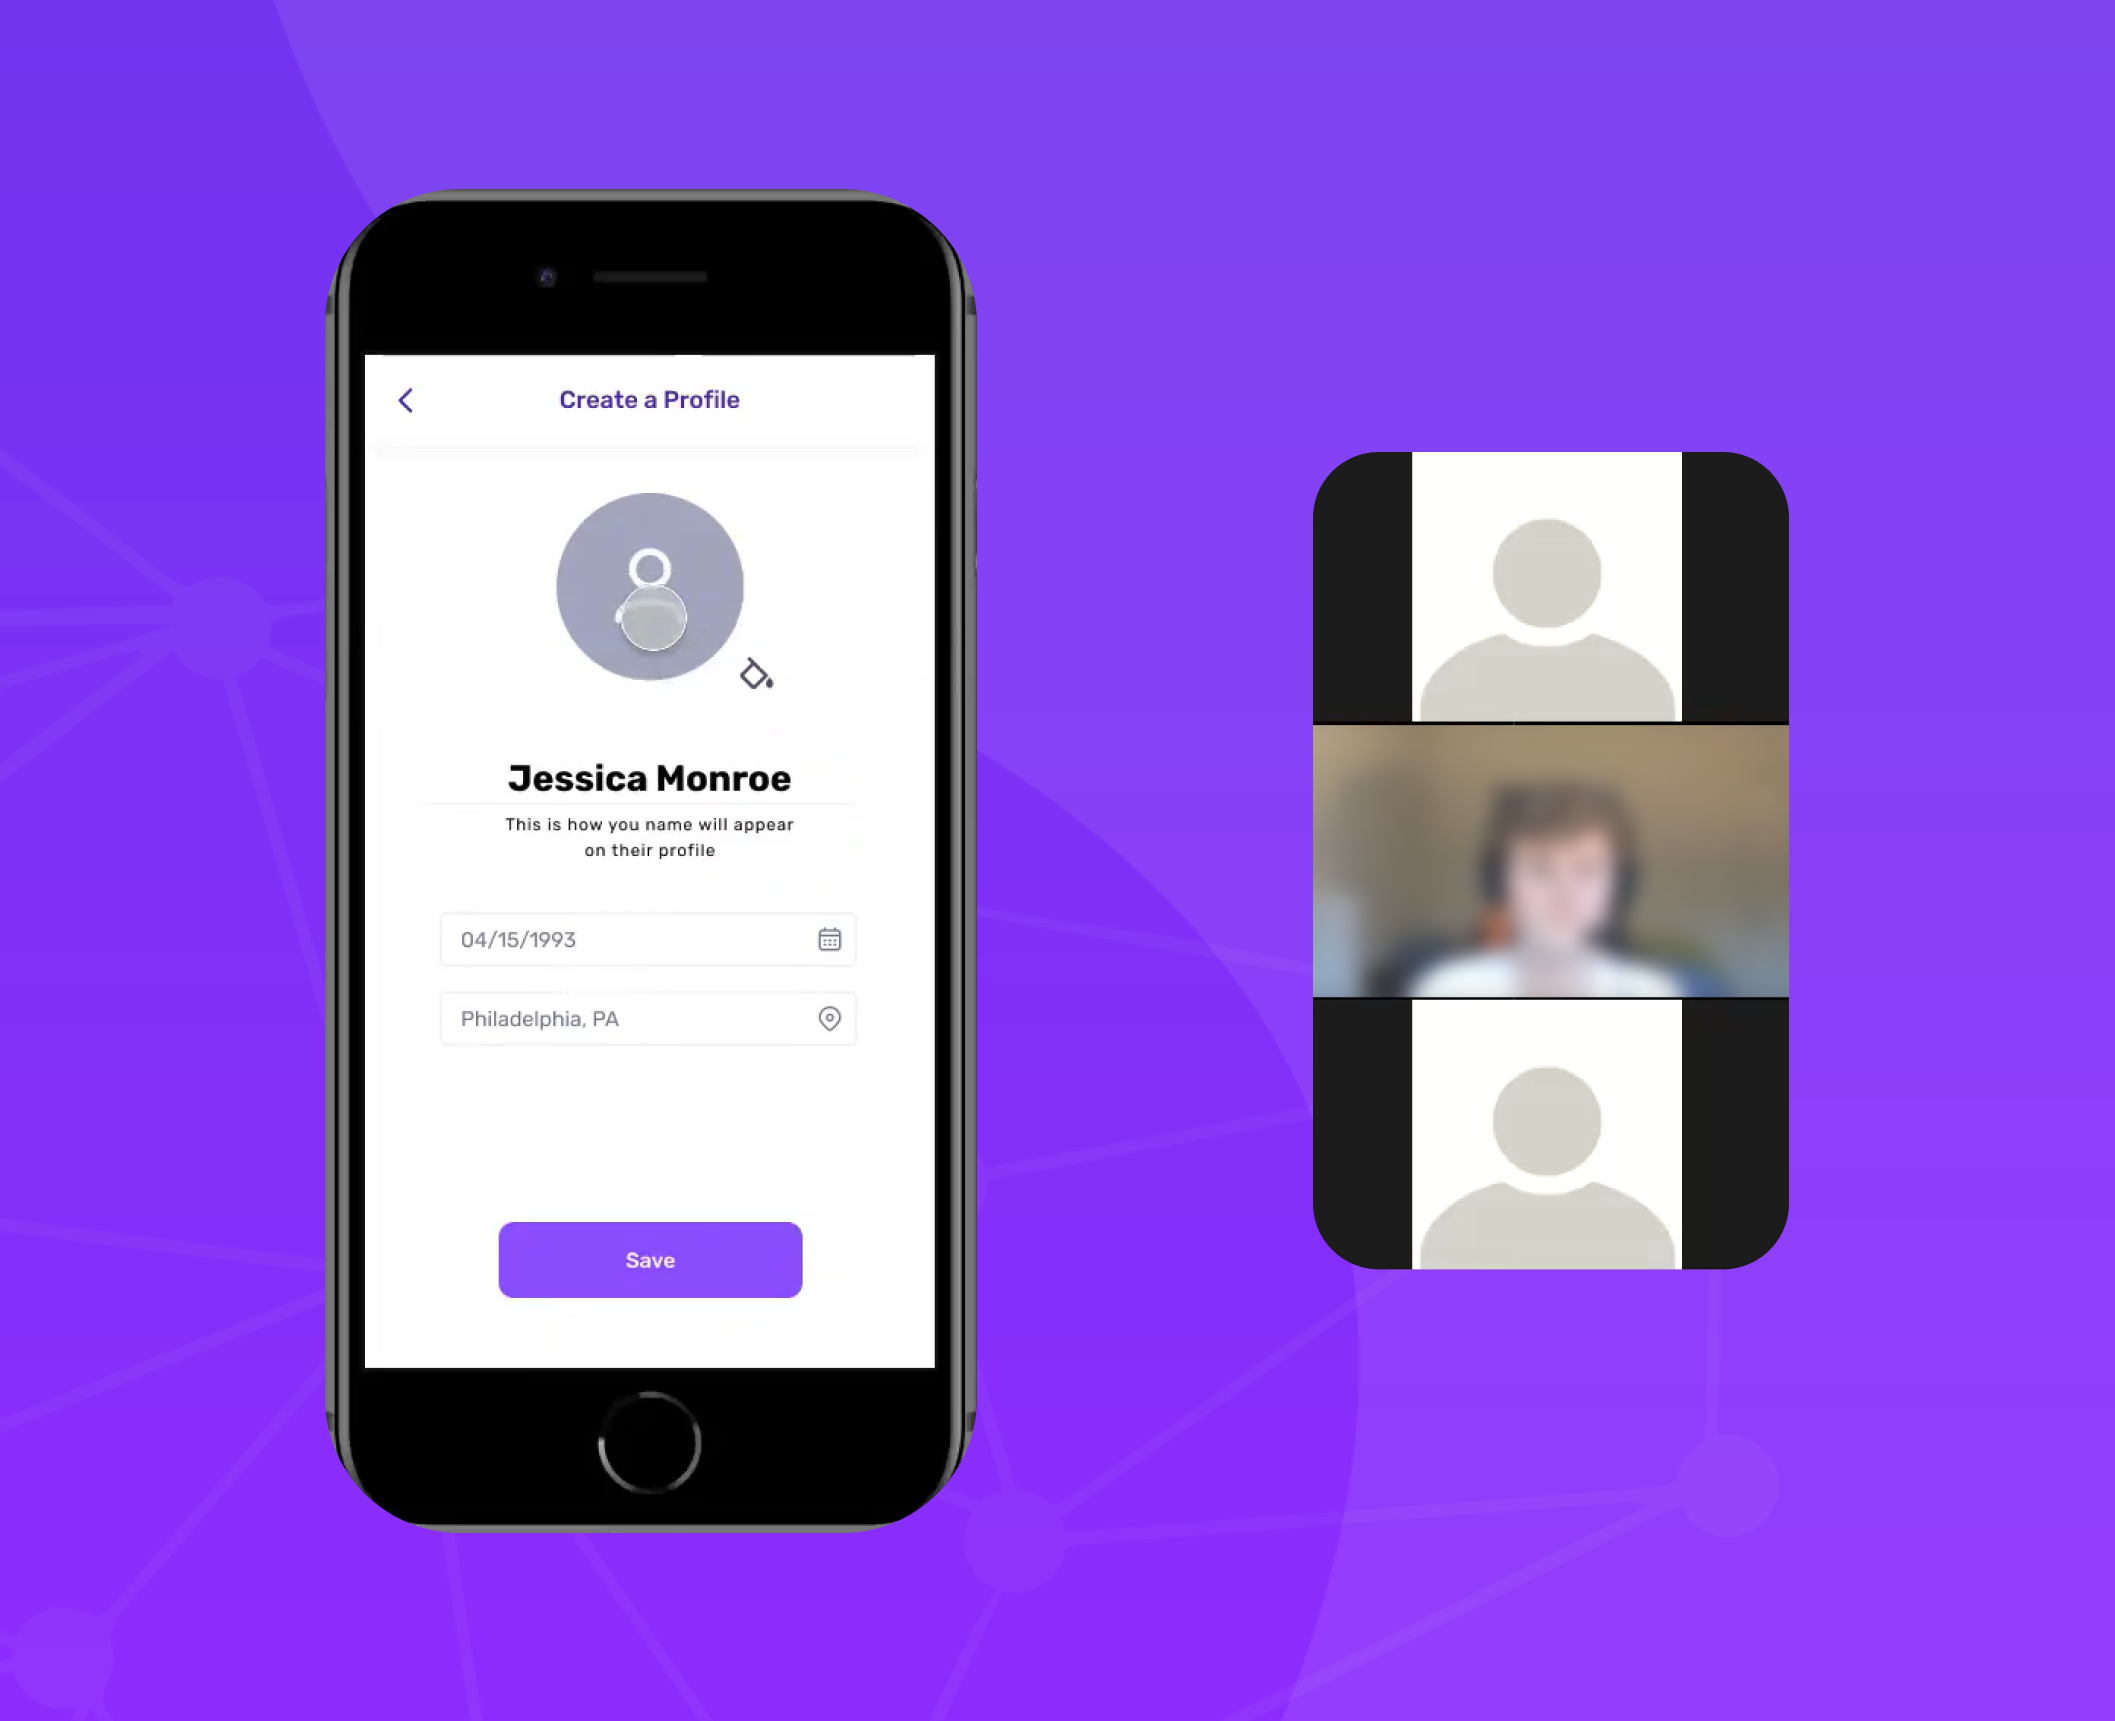 Create a Profile
Jessica Monroe
This is how you name will appear
on their profile
04/15/1993
Philadelphia, PA
Save